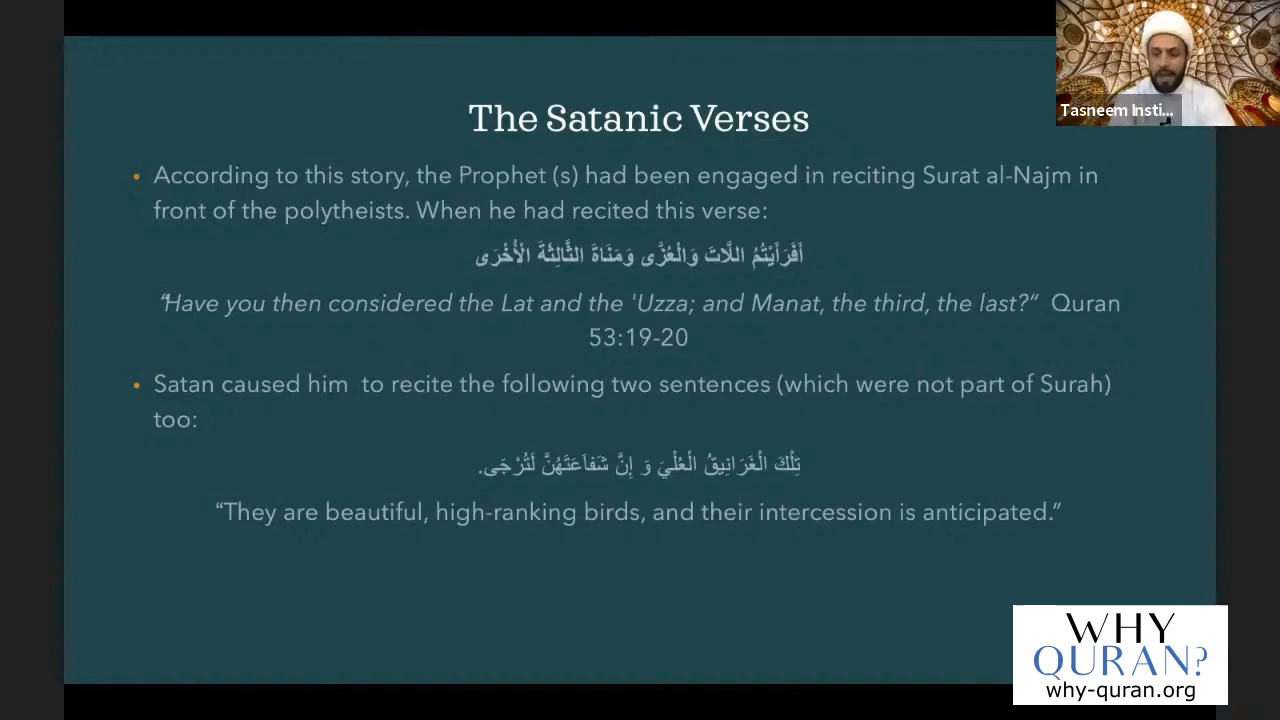 Tasneem Insti...
The Satanic Verses
• According to this story, the Prophet (s) had been engaged in reciting Surat al-Najm in
front of the polytheists. When he had recited this verse:
أَفَرَأَيْتُمُ اللَّاتَ وَالْعُزَّى وَمَنَاةَ الثَّالِثَةَ الْأُخْرَى
“Have you then considered the Lat and the 'Uzza; and Manat, the third, the last?” Quran
53:19-20
• Satan caused him to recite the following two sentences (which were not part of Surah)
too:
تِلْكَ الْغَرَانِيقُ الْعُلْيَ وَ إِنَّ شَفاَعَتَهُنَّ لَتُرْجَى.
“They are beautiful, high-ranking birds, and their intercession is anticipated.”
WHY
QURAN?
why-quran.org